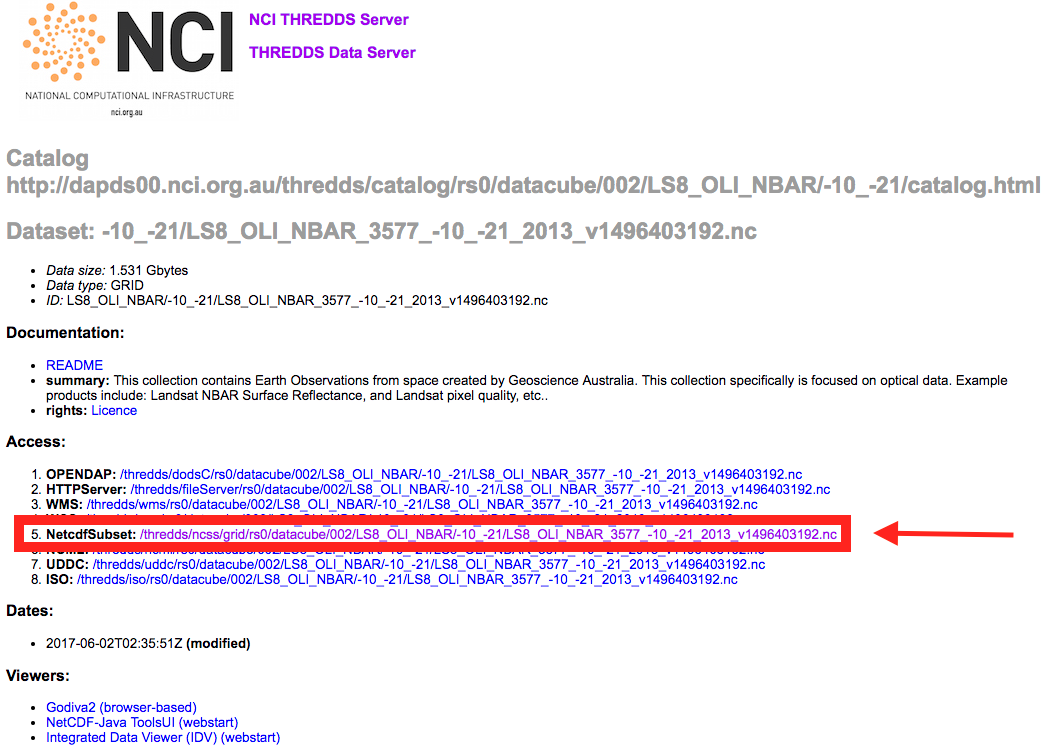 NCI
NATIONAL COMPUTATIONAL INFRASTRUCTURE
nci.org.au
NCI THREDDS Server
THREDDS Data Server
Catalog
http://dapds00.nci.org.au/thredds/catalog/rs0/datacube/002/LS8_OLI_NBAR/-10_-21/catalog.html
Dataset: -10_-21/LS8_OLI_NBAR_3577_-10_-21_2013_v1496403192.nc
• Data size: 1.531 Gbytes
• Data type: GRID
• ID: LS8_OLI_NBAR/-10_-21/LS8_OLI_NBAR_3577_-10_-21_2013_v1496403192.nc
Documentation:
• README
• summary: This collection contains Earth Observations from space created by Geoscience Australia. This collection specifically is focused on optical data. Example
products include: Landsat NBAR Surface Reflectance, and Landsat pixel quality, etc..
• rights: Licence
Access:
1. OPENDAP: /thredds/dodsC/rs0/datacube/002/LS8_OLI_NBAR/-10_-21/LS8_OLI_NBAR_3577_-10_-21_2013_v1496403192.nc
2. HTTPServer: /thredds/fileServer/rs0/datacube/002/LS8_OLI_NBAR/-10_-21/LS8_OLI_NBAR_3577_-10_-21_2013_v1496403192.nc
3. WMS: /thredds/wms/rs0/datacube/002/LS8_OLI_NBAR/-10_-21/LS8_OLI_NBAR_3577_-10_-21_2013_v1496403192.nc
5. NetcdfSubset: /thredds/ncss/grid/rs0/datacube/002/LS8_OLI_NBAR/-10_-21/LS8_OLI_NBAR_3577_-10_-21_2013_v1496403192.nc
7. UDDC: /thredds/uddc/rs0/datacube/002/LS8_OLI_NBAR/-10_-21/LS8_OLI_NBAR_3577_-10_-21_2013_v1496403192.nc
8. ISO: /thredds/iso/rs0/datacube/002/LS8_OLI_NBAR/-10_-21/LS8_OLI_NBAR_3577_-10_-21_2013_v1496403192.nc
Dates:
• 2017-06-02T02:35:51Z (modified)
Viewers:
• Godiva2 (browser-based)
• NetCDF-Java ToolsUI (webstart)
• Integrated Data Viewer (IDV) (webstart)